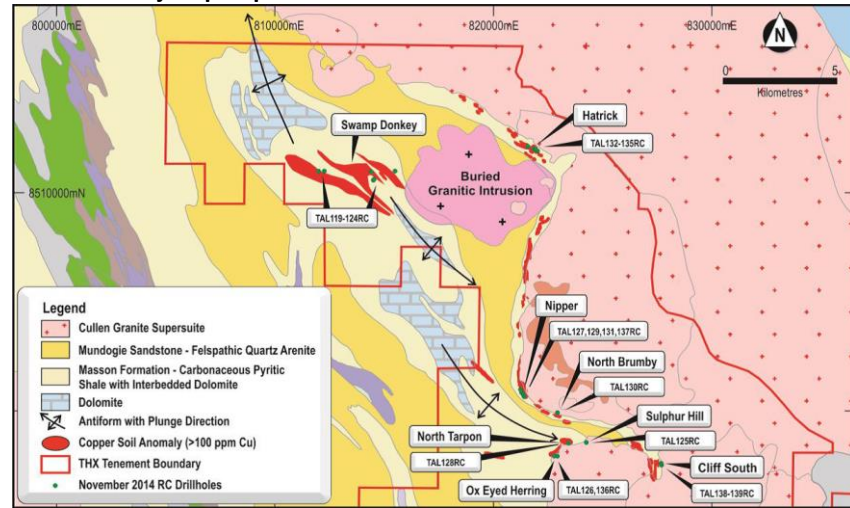 800000mE
810000mE
820000mE
830000mE
N
0
5
Kilometres
Hatrick
TAL132-135RC
Swamp Donkey
Buried
Granitic Intrusion
8510000mN
8510000mN
TAL119-124RC
Nipper
TAL127,129,131,137RC
North Brumby
TAL130RC
Sulphur Hill
TAL125RC
North Tarpon
TAL128RC
Cliff South
Ox Eyed Herring
TAL126,136RC
TAL138-139RC
Legend
Cullen Granite Supersuite
Mundogie Sandstone - Felspathic Quartz Arenite
Masson Formation - Carbonaceous Pyritic
Shale with Interbedded Dolomite
Dolomite
Antiform with Plunge Direction
Copper Soil Anomaly (>100 ppm Cu)
THX Tenement Boundary
November 2014 RC Drillholes